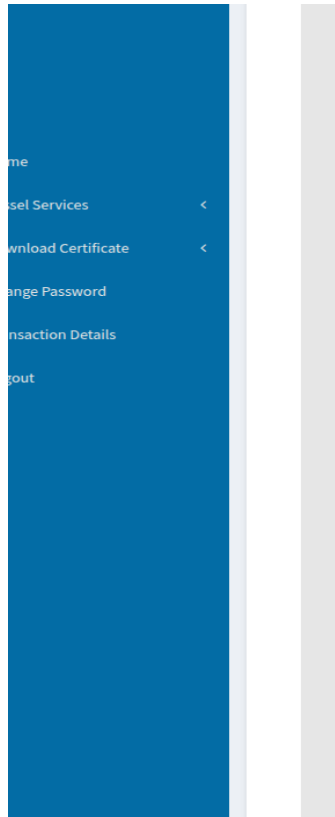 me
ssel Services
wnload Certificate
ange Password
nsaction Details
gout